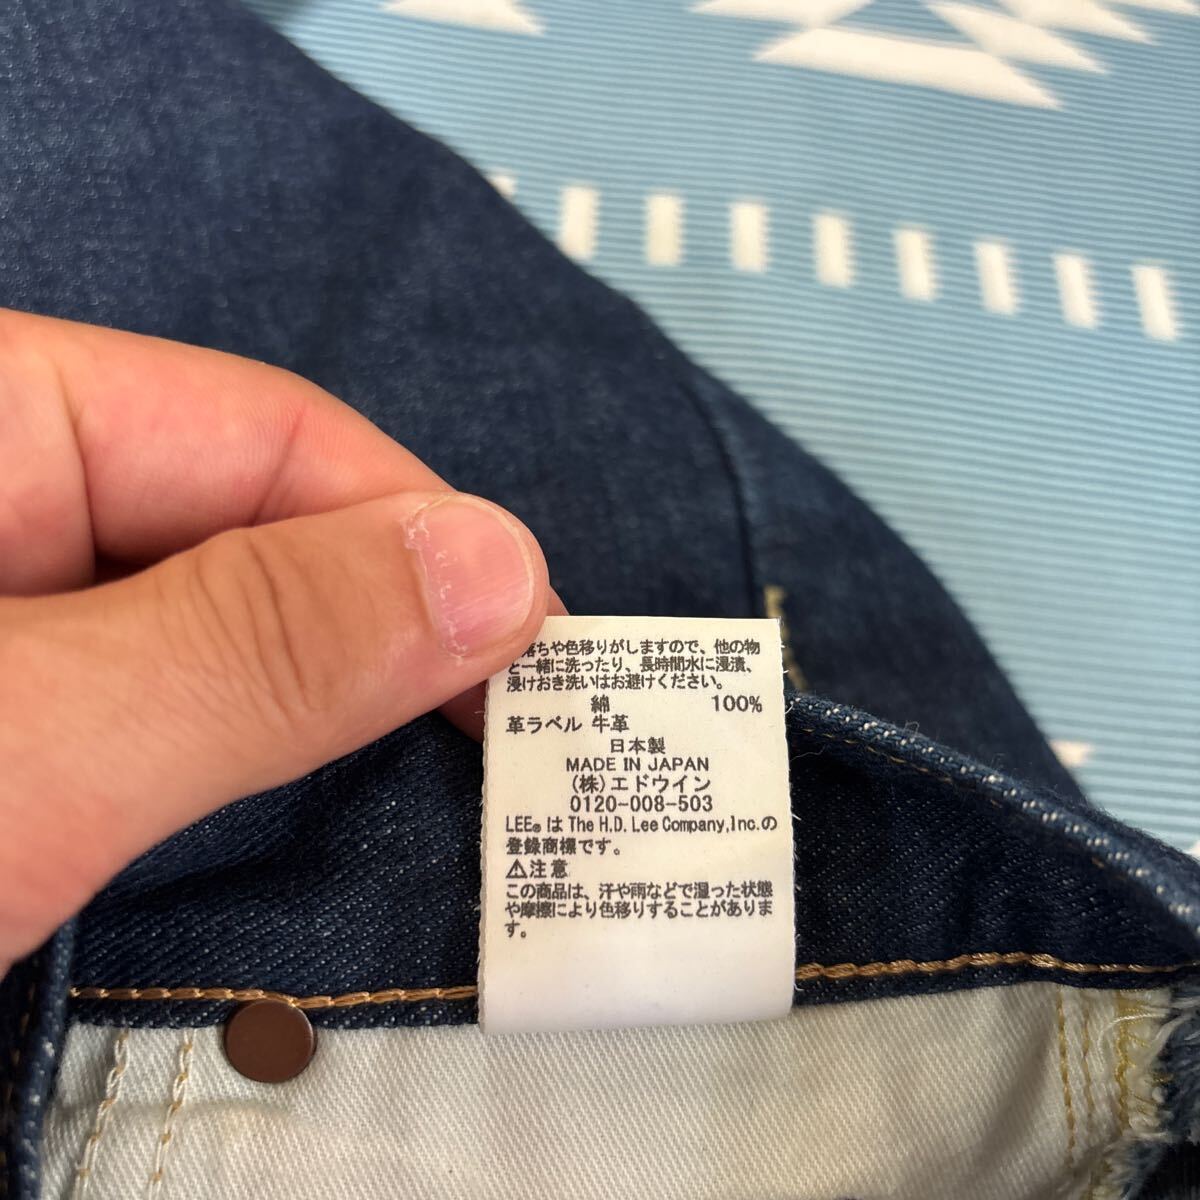 落ちや色移りがしますので、他の物
と一緒に洗ったり、長時間水に浸漬、
浸けおき洗いはお避けください。
綿 100%
革ラベル 牛革
日本製
MADE IN JAPAN
(株)エドウイン
0120-008-503
LEE® は The H.D. Lee Company,Inc.の
登録商標です。
⚠注意
この商品は、汗や雨などで湿った状態
や摩擦により色移りすることがありま
す。